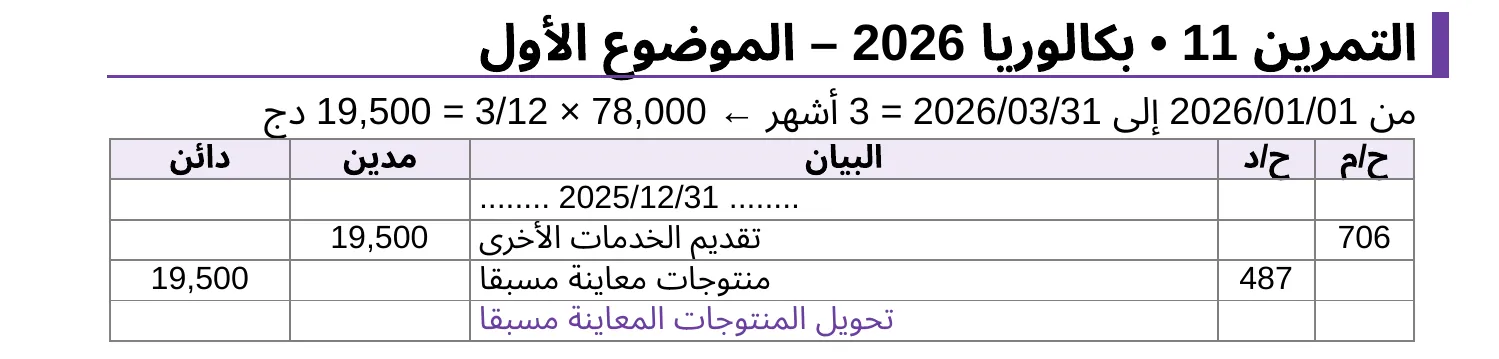 التمرين 11 • بكالوريا 2026 – الموضوع الأول
من 2026/01/01 إلى 2026/03/31 = 3 أشهر ← 78,000 × 3/12 = 19,500 دج
ح/م ح/د البيان مدين دائن
........ 2025/12/31 ........
706 تقديم الخدمات الأخرى 19,500
487 منتوجات معاينة مسبقا 19,500
تحويل المنتوجات المعاينة مسبقا